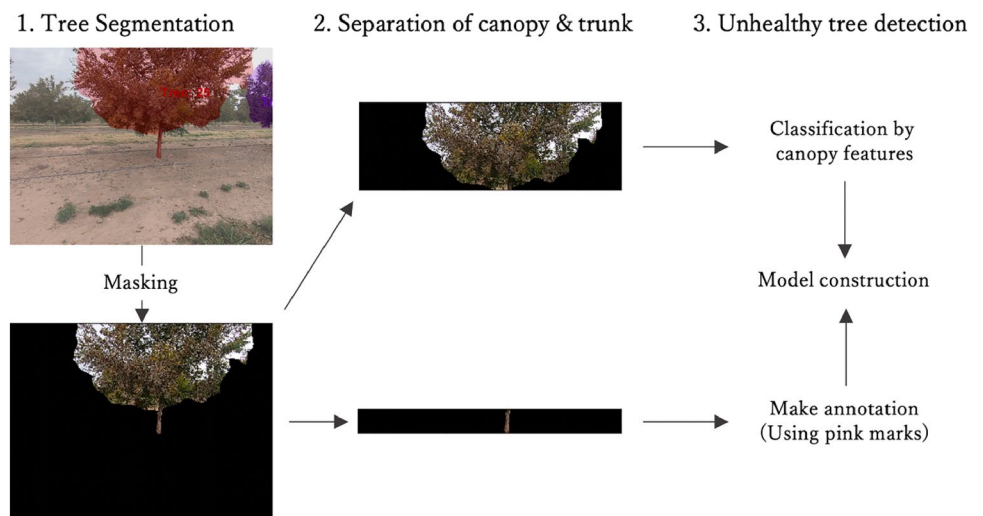 1. Tree Segmentation
2. Separation of canopy & trunk
3. Unhealthy tree detection
Masking
Classification by
canopy features
Model construction
Make annotation
(Using pink marks)